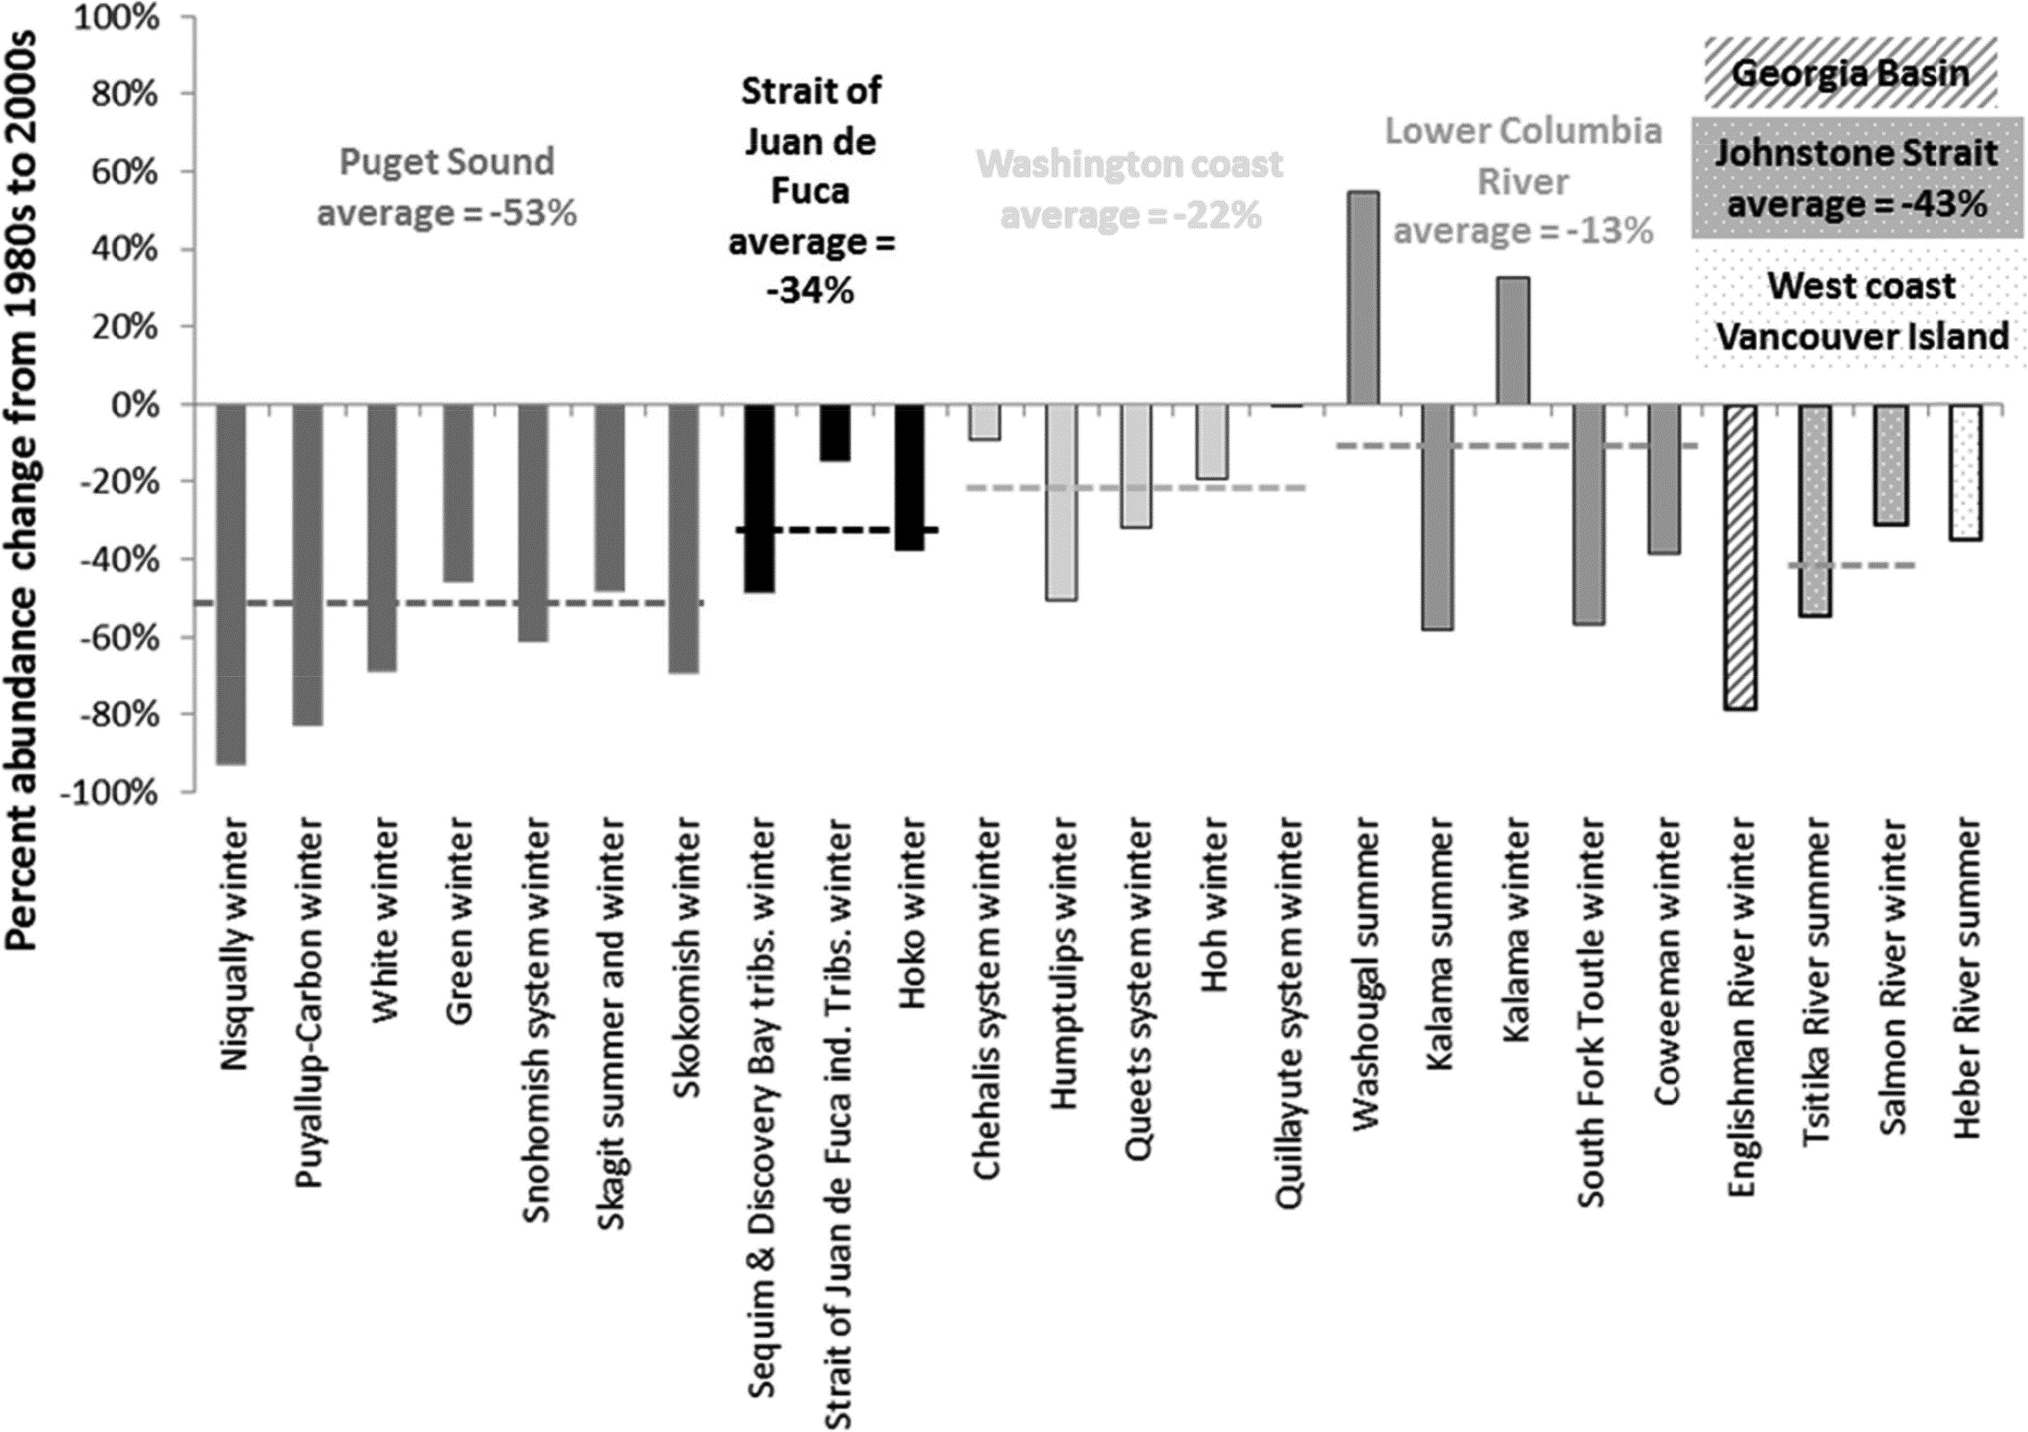 Percent abundance change from 1980s to 2000s
100%
80%
60%
40%
20%
0%
-20%
-40%
-60%
-80%
-100%
Puget Sound
average = -53%
Strait of
Juan de
Fuca
average =
-34%
Washington coast
average = -22%
Lower Columbia
River
average = -13%
Georgia Basin
Johnstone Strait
average = -43%
West coast
Vancouver Island
Nisqually winter
Puyallup-Carbon winter
White winter
Green winter
Snohomish system winter
Skagit summer and winter
Skokomish winter
Sequim & Discovery Bay tribs. winter
Strait of Juan de Fuca ind. Tribs. winter
Hoko winter
Chehalis system winter
Humptulips winter
Queets system winter
Hoh winter
Quillayute system winter
Washougal summer
Kalama summer
Kalama winter
South Fork Toutle winter
Coweeman winter
Englishman River winter
Tsitika River summer
Salmon River winter
Heber River summer